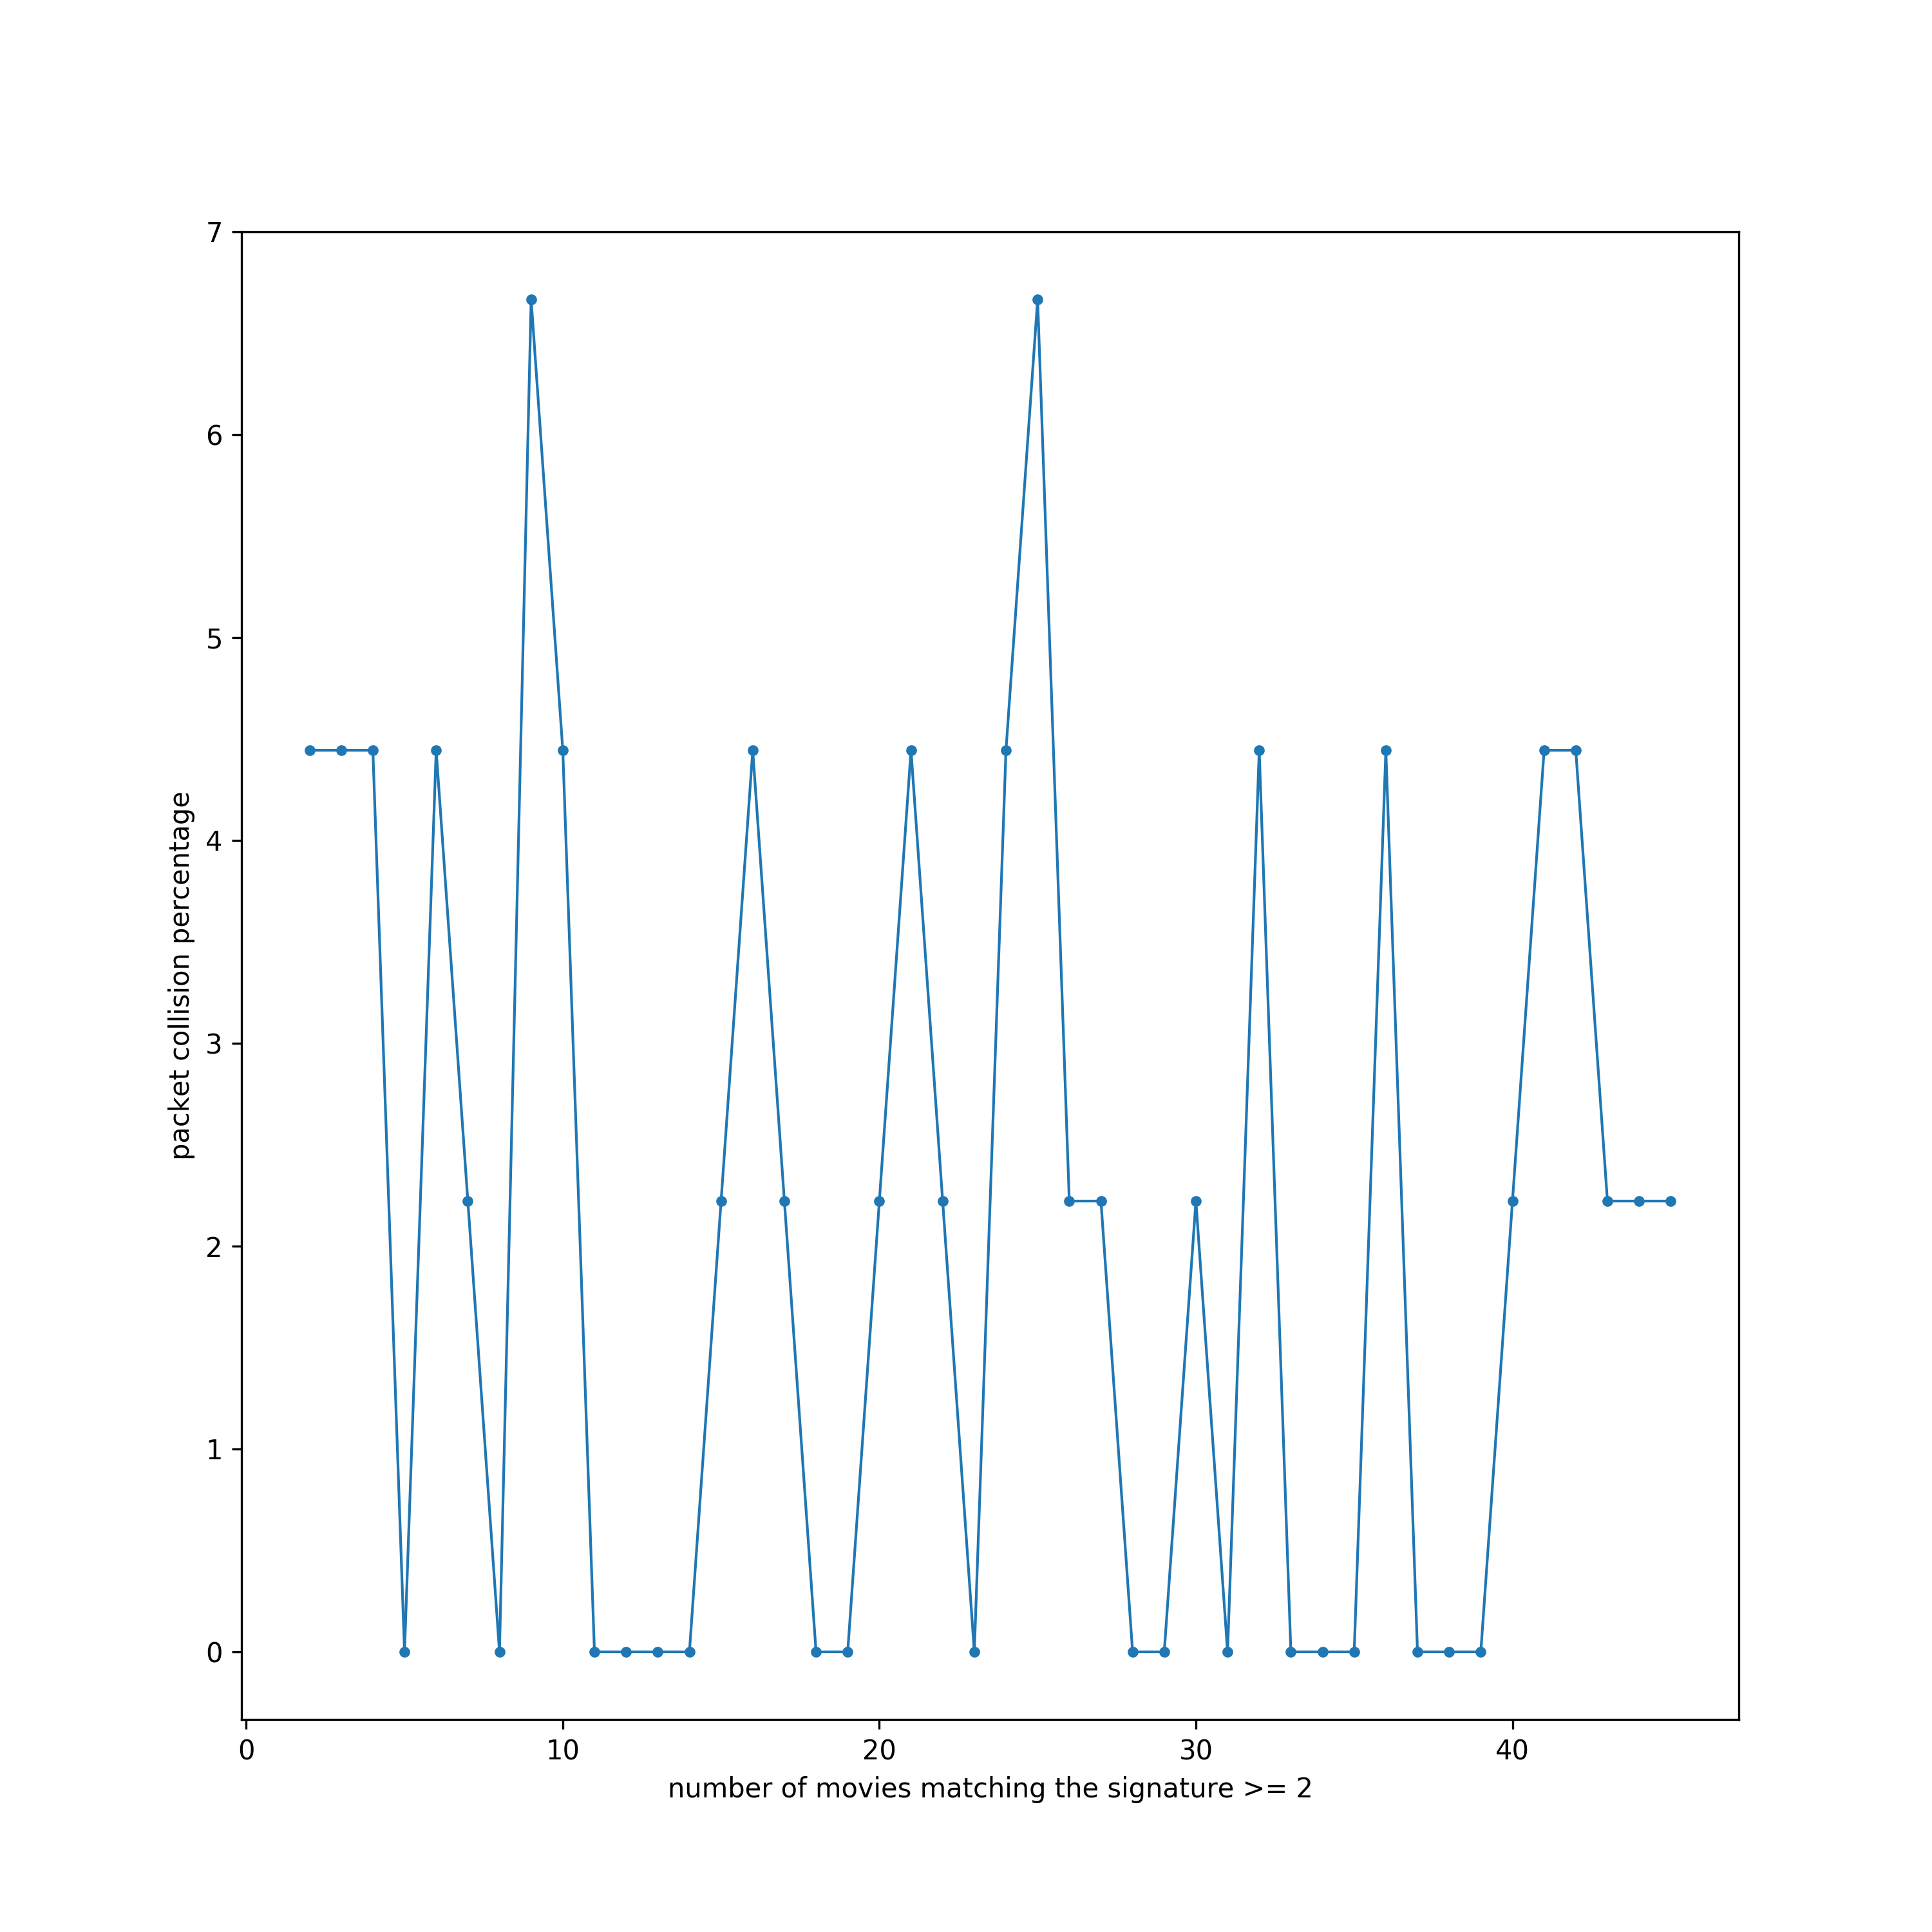 7
6
5
4
3
2
1
0
packet collision percentage
0 10 20 30 40
number of movies matching the signature >= 2